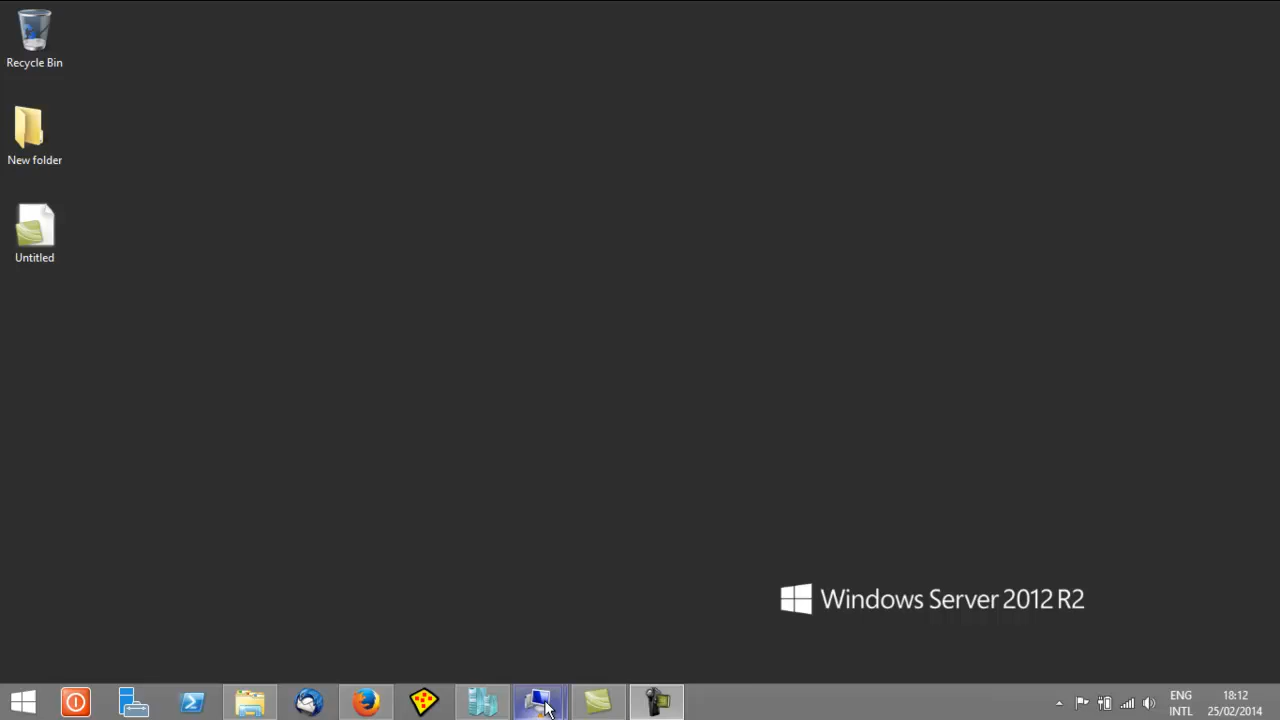 Recycle Bin
New folder
Untitled
Windows Server 2012 R2
ENG
INTL
18:12
25/02/2014